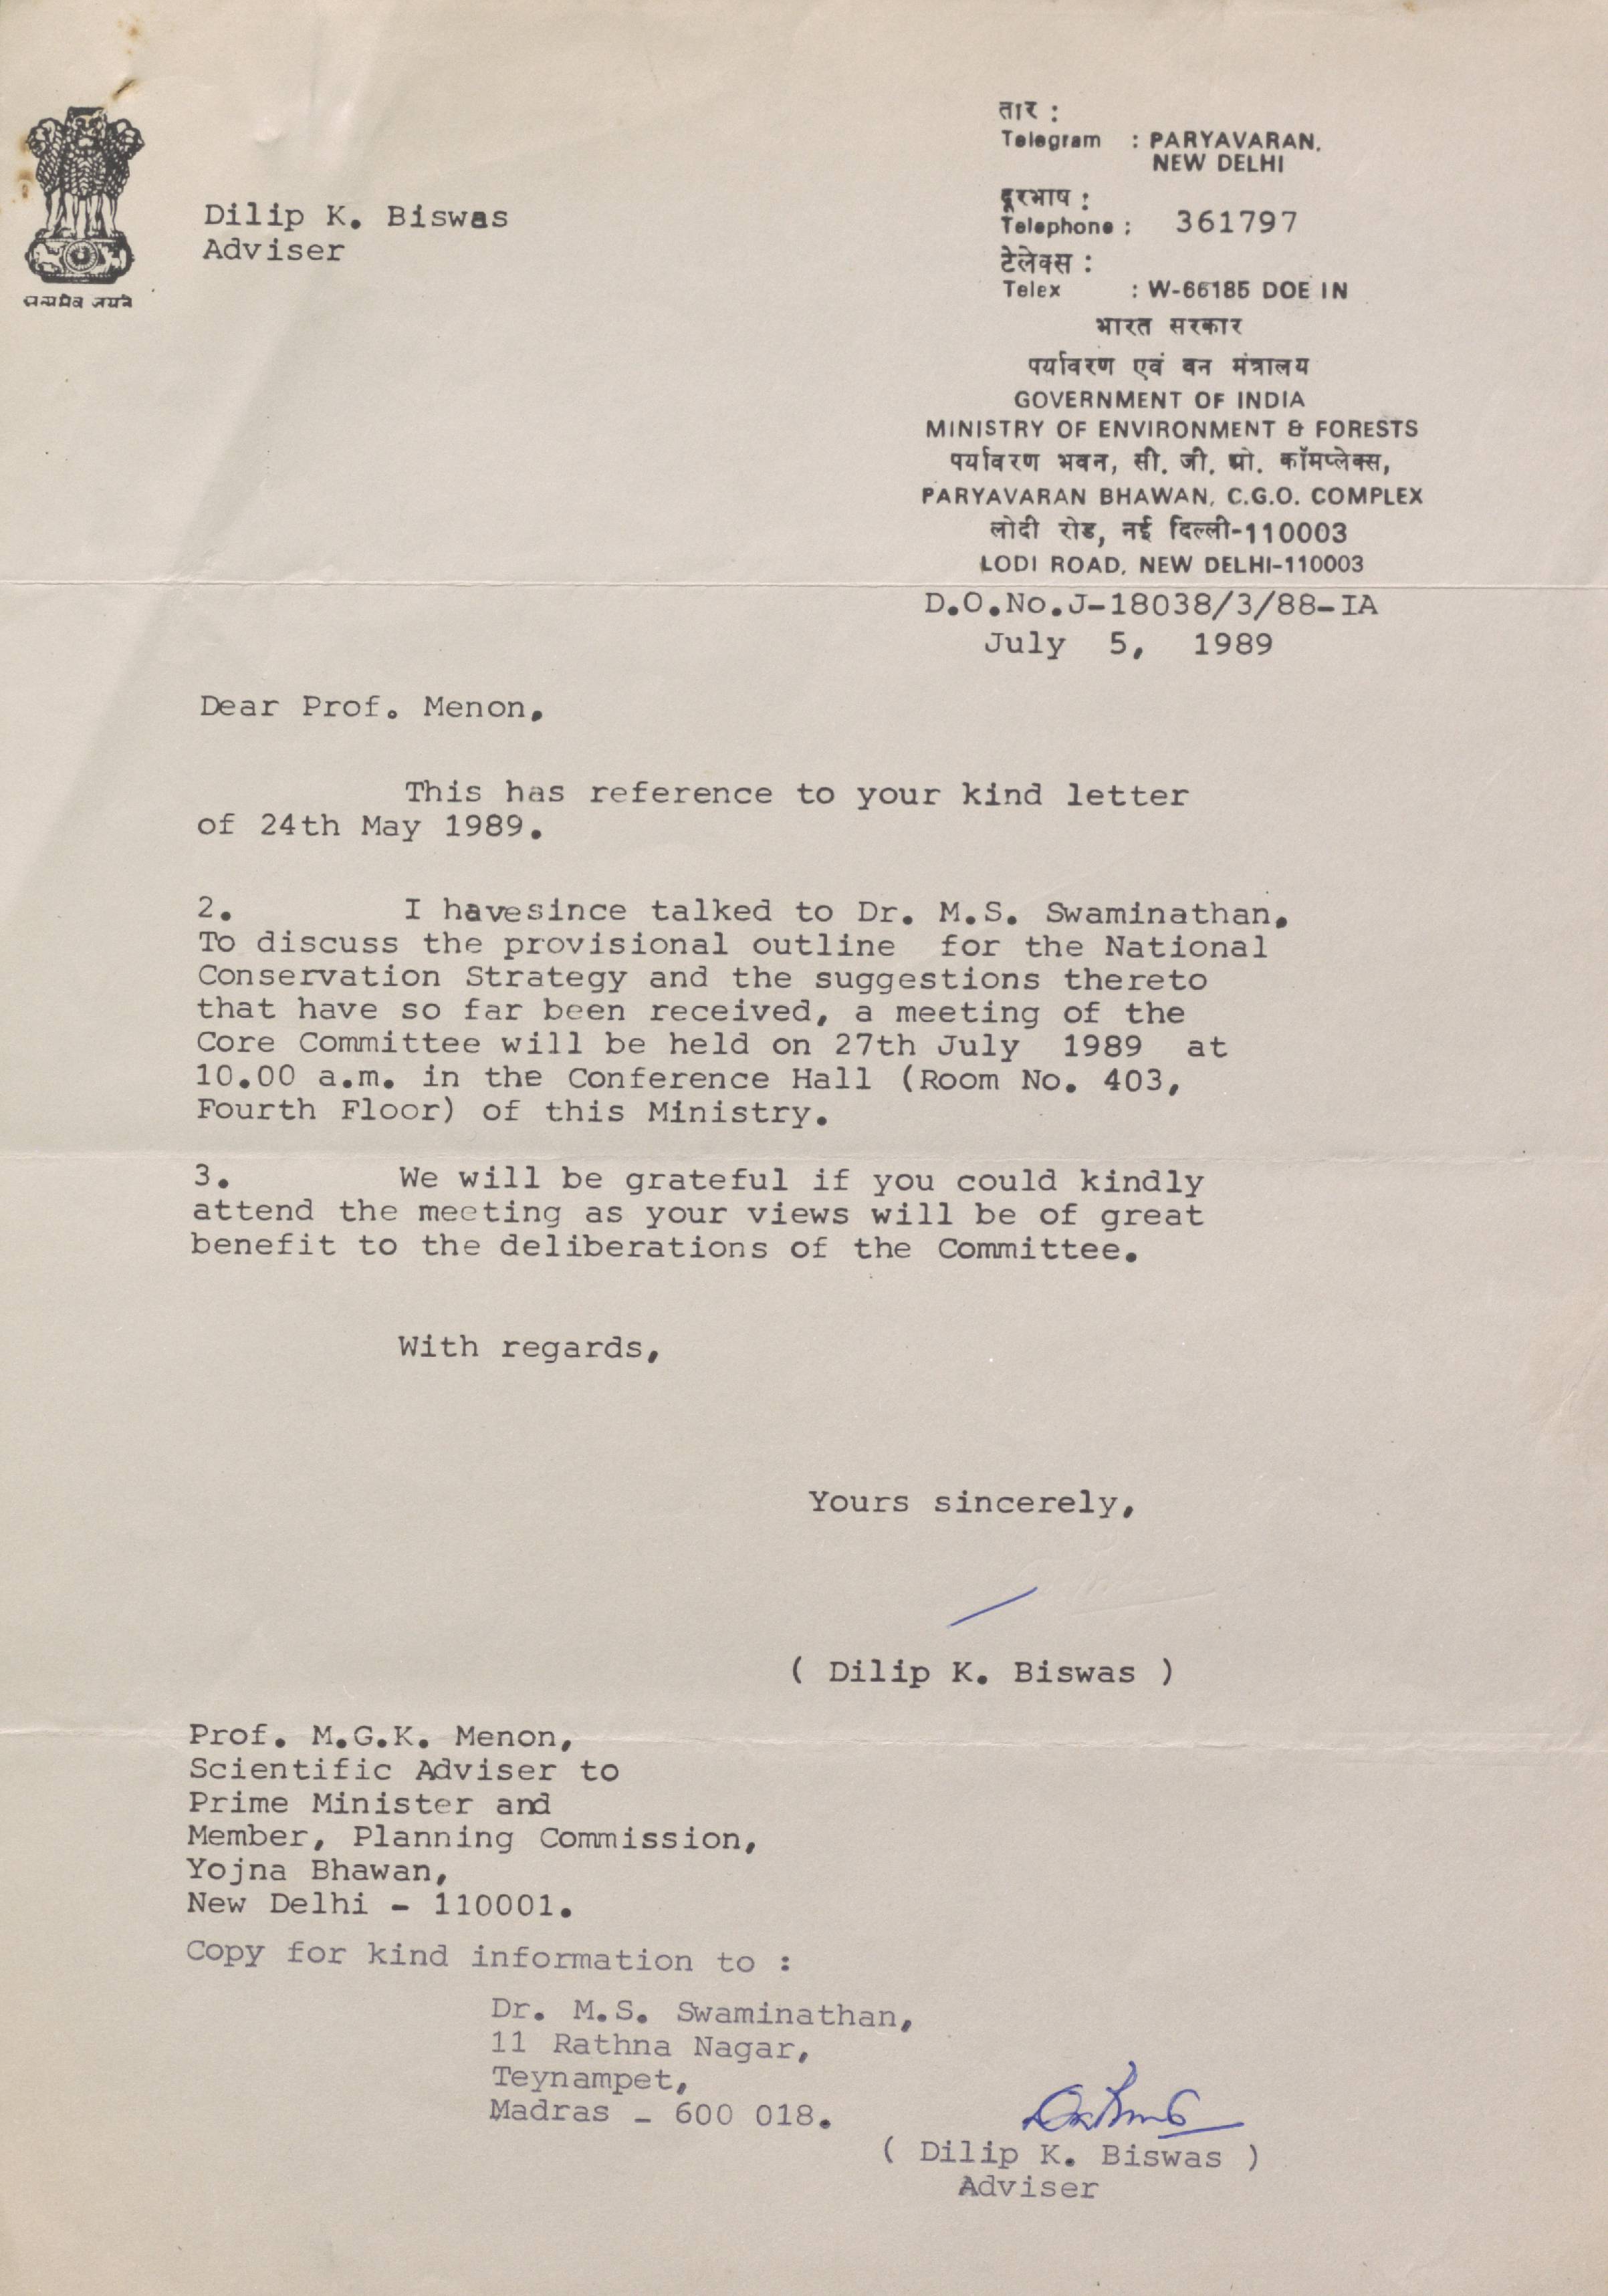 सत्यमेव जयते
Dilip K. Biswas
Adviser
तार :
Telegram : PARYAVARAN,
NEW DELHI
दूरभाष :
Telephone : 361797
टेलेक्स :
Telex : W-66185 DOE IN
भारत सरकार
पर्यावरण एवं वन मंत्रालय
GOVERNMENT OF INDIA
MINISTRY OF ENVIRONMENT & FORESTS
पर्यावरण भवन, सी. जी. ओ. कॉमप्लेक्स,
PARYAVARAN BHAWAN, C.G.O. COMPLEX
लोदी रोड, नई दिल्ली-110003
LODI ROAD, NEW DELHI-110003
D.O.No.J-18038/3/88-IA
July 5, 1989
Dear Prof. Menon,
This has reference to your kind letter
of 24th May 1989.
2. I havesince talked to Dr. M.S. Swaminathan.
To discuss the provisional outline for the National
Conservation Strategy and the suggestions thereto
that have so far been received, a meeting of the
Core Committee will be held on 27th July 1989 at
10.00 a.m. in the Conference Hall (Room No. 403,
Fourth Floor) of this Ministry.
3. We will be grateful if you could kindly
attend the meeting as your views will be of great
benefit to the deliberations of the Committee.
With regards,
Yours sincerely,
( Dilip K. Biswas )
Prof. M.G.K. Menon,
Scientific Adviser to
Prime Minister and
Member, Planning Commission,
Yojna Bhawan,
New Delhi - 110001.
Copy for kind information to :
Dr. M.S. Swaminathan,
11 Rathna Nagar,
Teynampet,
Madras - 600 018.
( Dilip K. Biswas )
Adviser